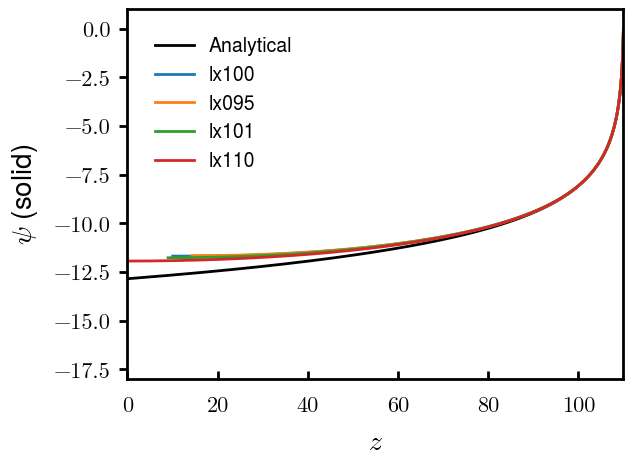 0.0
−2.5
−5.0
−7.5
−10.0
−12.5
−15.0
−17.5
ψ (solid)
Analytical
lx100
lx095
lx101
lx110
0 20 40 60 80 100
z